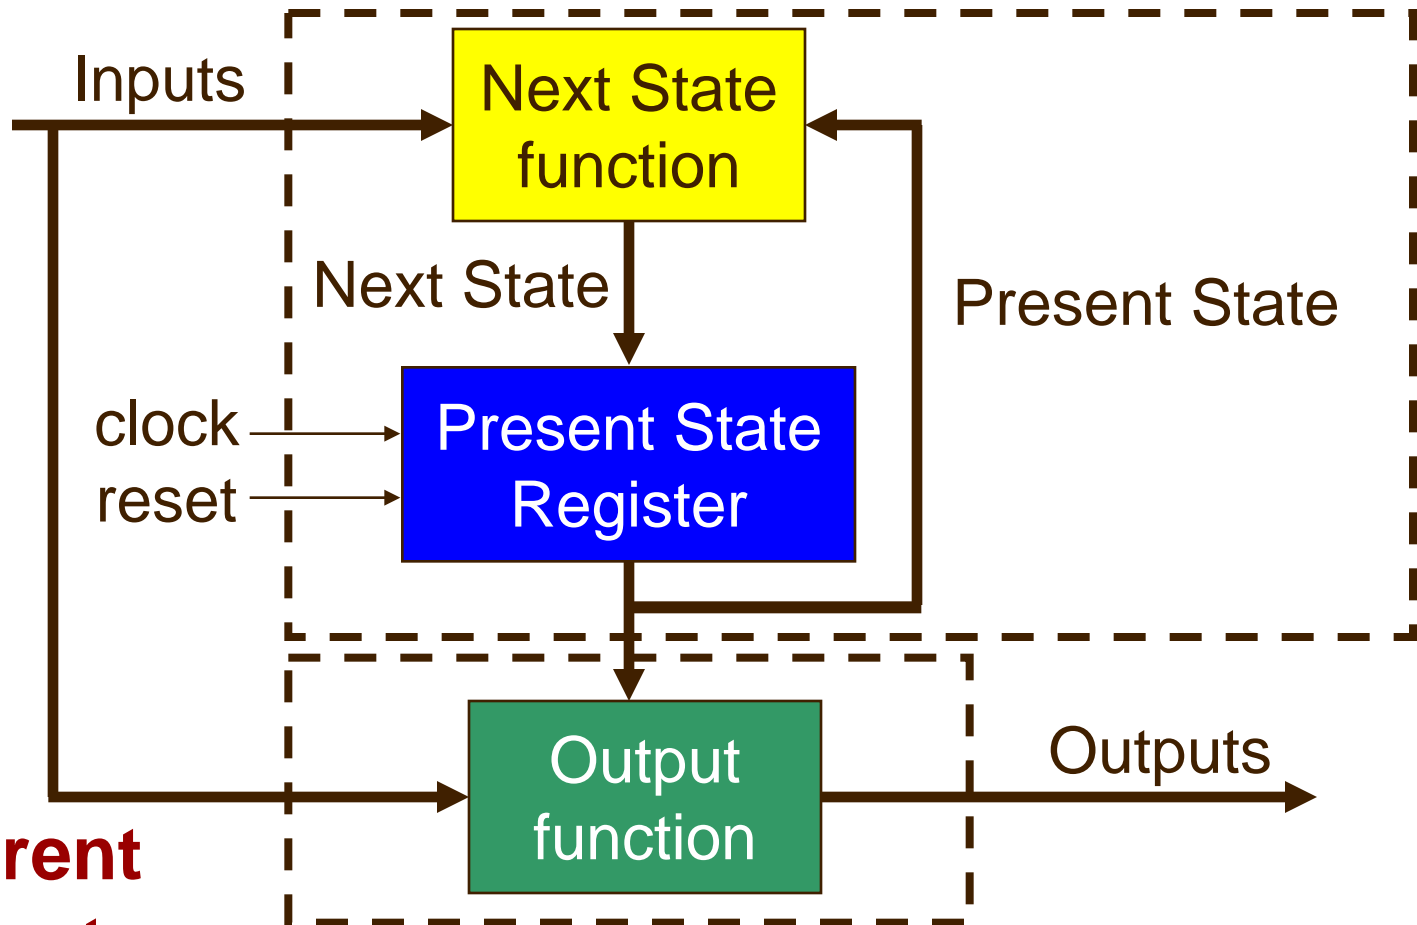 Inputs
Next State
function
Next State
Present State
clock
reset
Present State
Register
Output
function
Outputs
rent